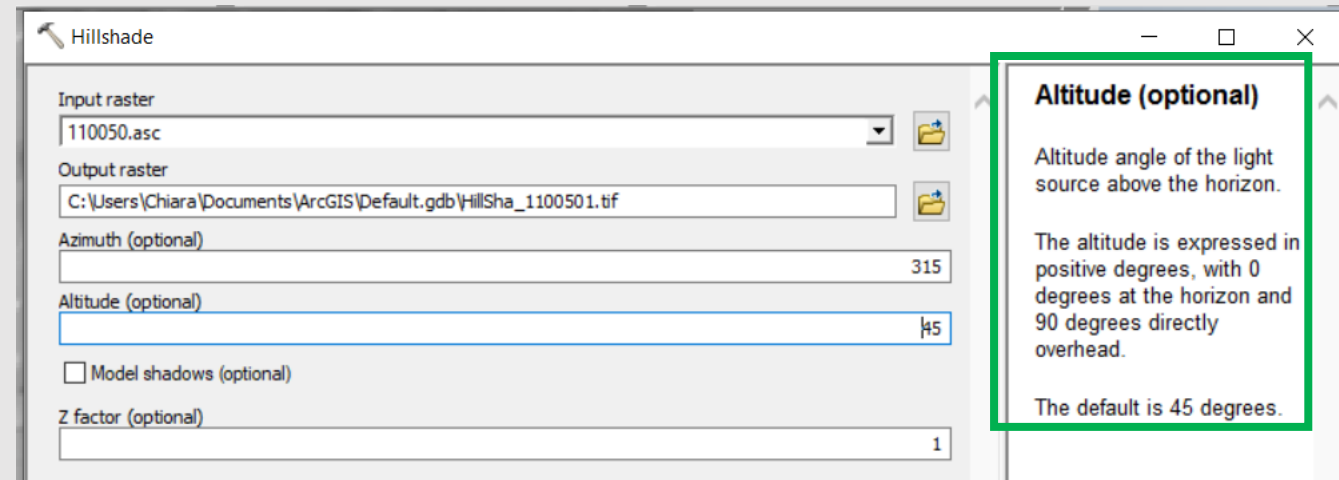 Hillshade
Input raster
110050.asc
Output raster
C:\Users\Chiara\Documents\ArcGIS\Default.gdb\HillSha_1100501.tif
Azimuth (optional)
315
Altitude (optional)
45
Model shadows (optional)
Z factor (optional)
1
Altitude (optional)
Altitude angle of the light
source above the horizon.
The altitude is expressed in
positive degrees, with 0
degrees at the horizon and
90 degrees directly
overhead.
The default is 45 degrees.